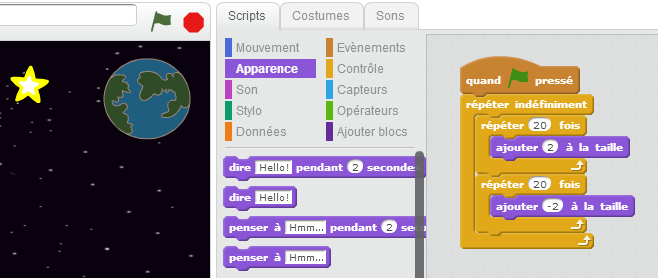 Scripts
Costumes
Sons
Mouvement
Evènements
Apparence
Contrôle
Son
Capteurs
Stylo
Opérateurs
Données
Ajouter blocs
dire Hello! pendant 2 secondes
dire Hello!
penser à Hmm... pendant 2 sec
penser à Hmm...
quand pressé
répéter indéfiniment
répéter 20 fois
ajouter 2 à la taille
répéter 20 fois
ajouter -2 à la taille